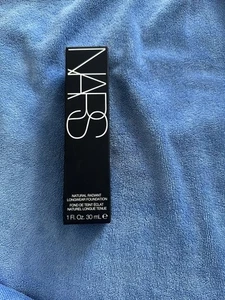 NARS
NATURAL RADIANT
LONGWEAR FOUNDATION
FOND DE TEINT ÉCLAT
NATUREL LONGUE TENUE
1 Fl. Oz. 30 mL ℮